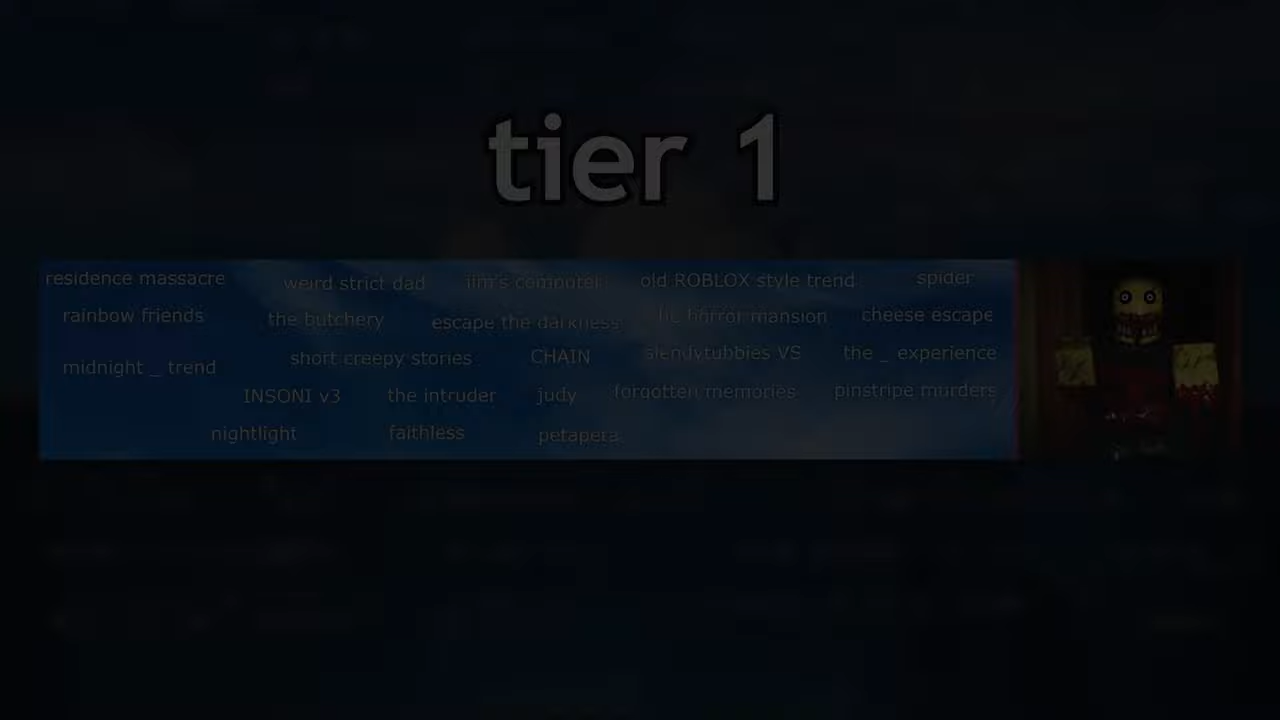 tier 1
residence massacre weird strict dad jim's computer old ROBLOX style trend spider
rainbow friends the butchery escape the darkness the horror mansion cheese escape
midnight _ trend short creepy stories CHAIN slendytubbies VS the _ experience
INSONI v3 the intruder judy forgotten memories pinstripe murders
nightlight faithless petapera